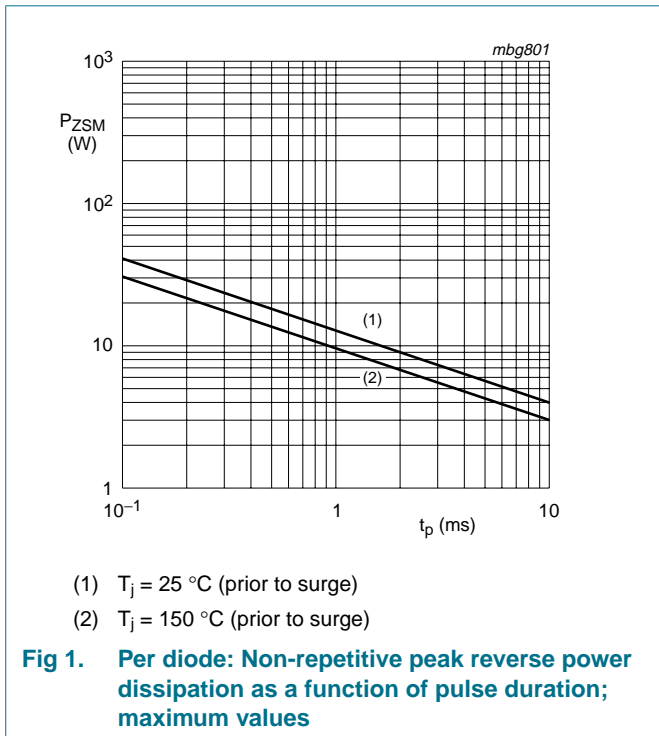 mbg801
10³
P_ZSM
(W)
10²
(1)
10
(2)
1
10⁻¹
1
10
t_p (ms)
(1) T_j = 25 °C (prior to surge)
(2) T_j = 150 °C (prior to surge)
Fig 1. Per diode: Non-repetitive peak reverse power
dissipation as a function of pulse duration;
maximum values